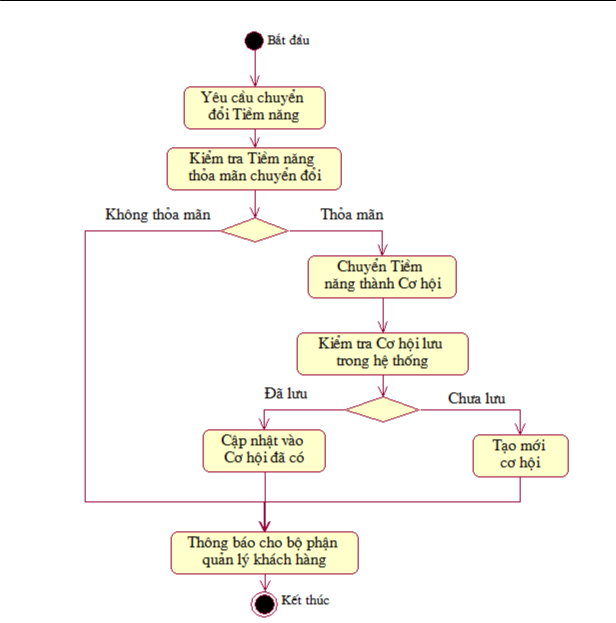 Bắt đầu
Yêu cầu chuyển
đổi Tiềm năng
Kiểm tra Tiềm năng
thỏa mãn chuyển đổi
Không thỏa mãn
Thỏa mãn
Chuyển Tiềm
năng thành Cơ hội
Kiểm tra Cơ hội lưu
trong hệ thống
Đã lưu
Chưa lưu
Cập nhật vào
Cơ hội đã có
Tạo mới
cơ hội
Thông báo cho bộ phận
quản lý khách hàng
Kết thúc